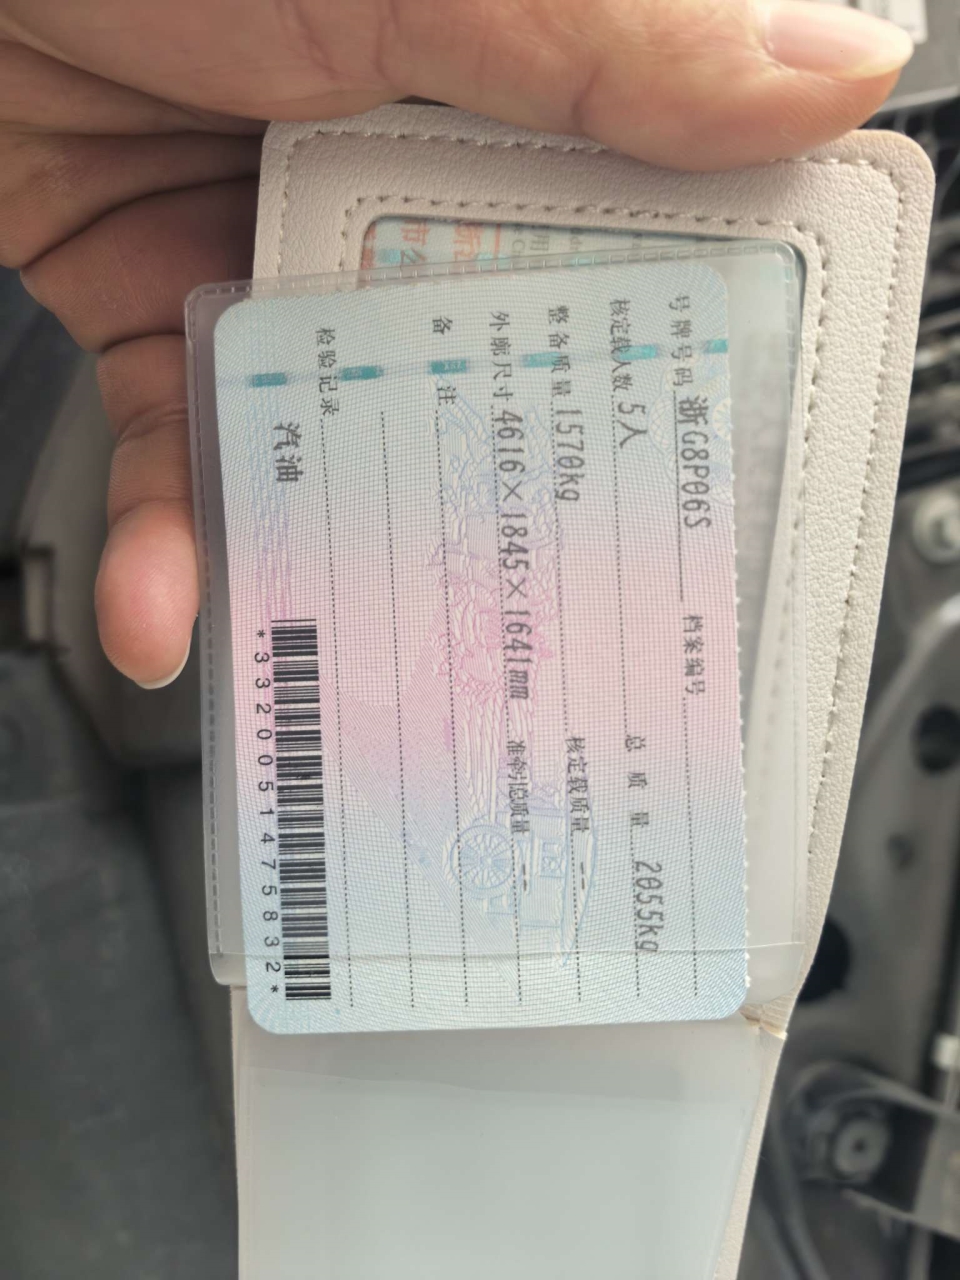 号牌号码 浙G8P06S 档案编号
核定载人数 5人 总质量 2055kg
整备质量 1570kg 核定载质量 --
外廓尺寸 4616×1845×1641mm 准牵引总质量 --
备注
检验记录
汽油
*3320051475832*